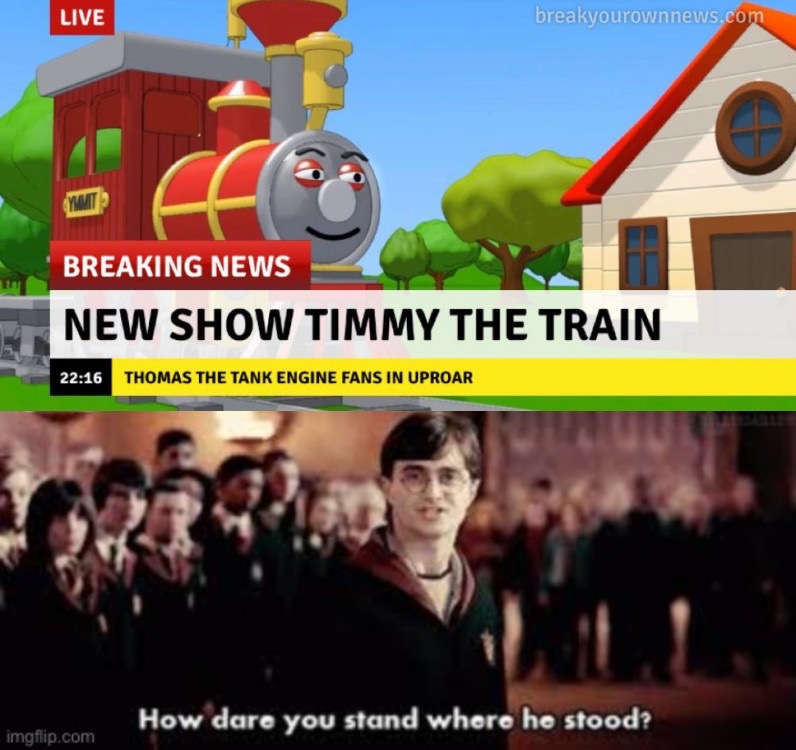 LIVE
breakyourownnews.com
YMMIT
BREAKING NEWS
NEW SHOW TIMMY THE TRAIN
22:16 THOMAS THE TANK ENGINE FANS IN UPROAR
How dare you stand where he stood?
imgflip.com